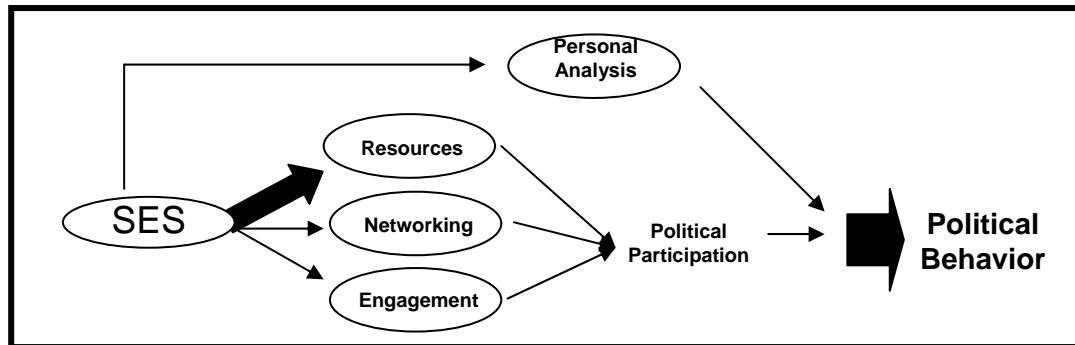 Personal
Analysis
Resources
SES
Networking
Engagement
Political
Participation
Political
Behavior